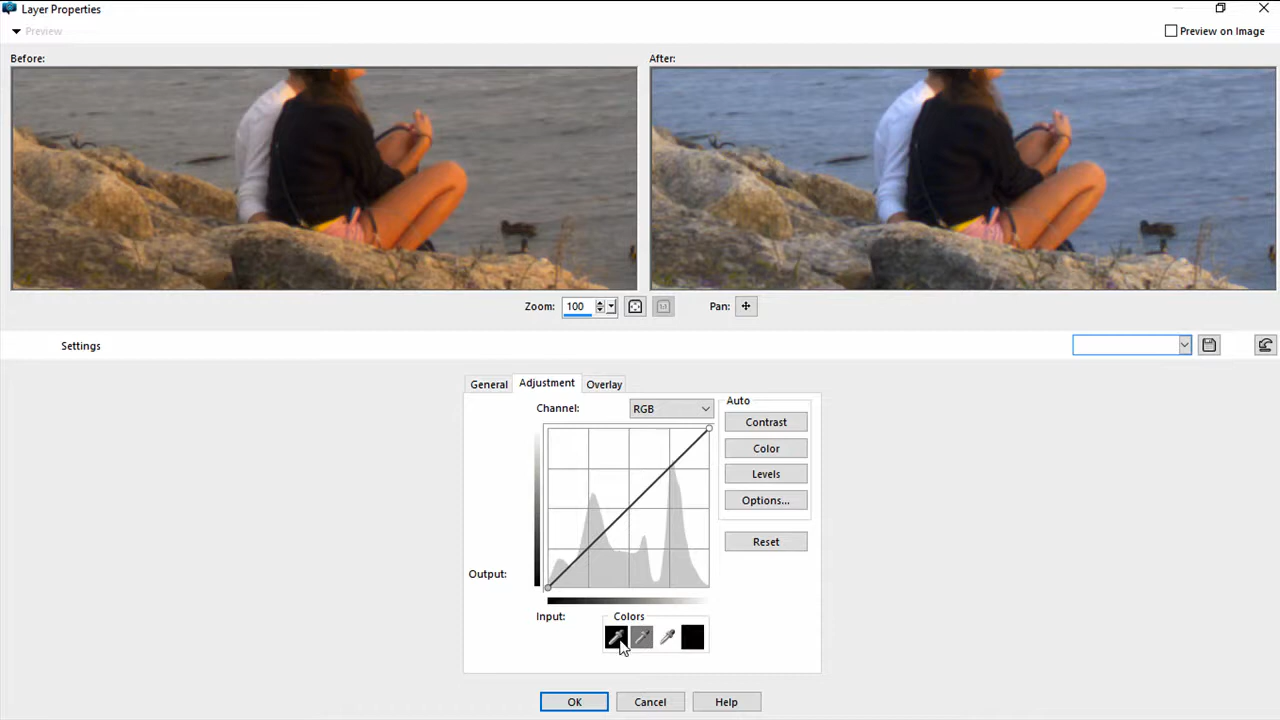 Layer Properties
Preview
Preview on Image
Before:
After:
Zoom: 100
Pan:
Settings
General Adjustment Overlay
Channel: RGB
Auto
Contrast
Color
Levels
Options...
Reset
Output:
Input:
Colors
OK Cancel Help